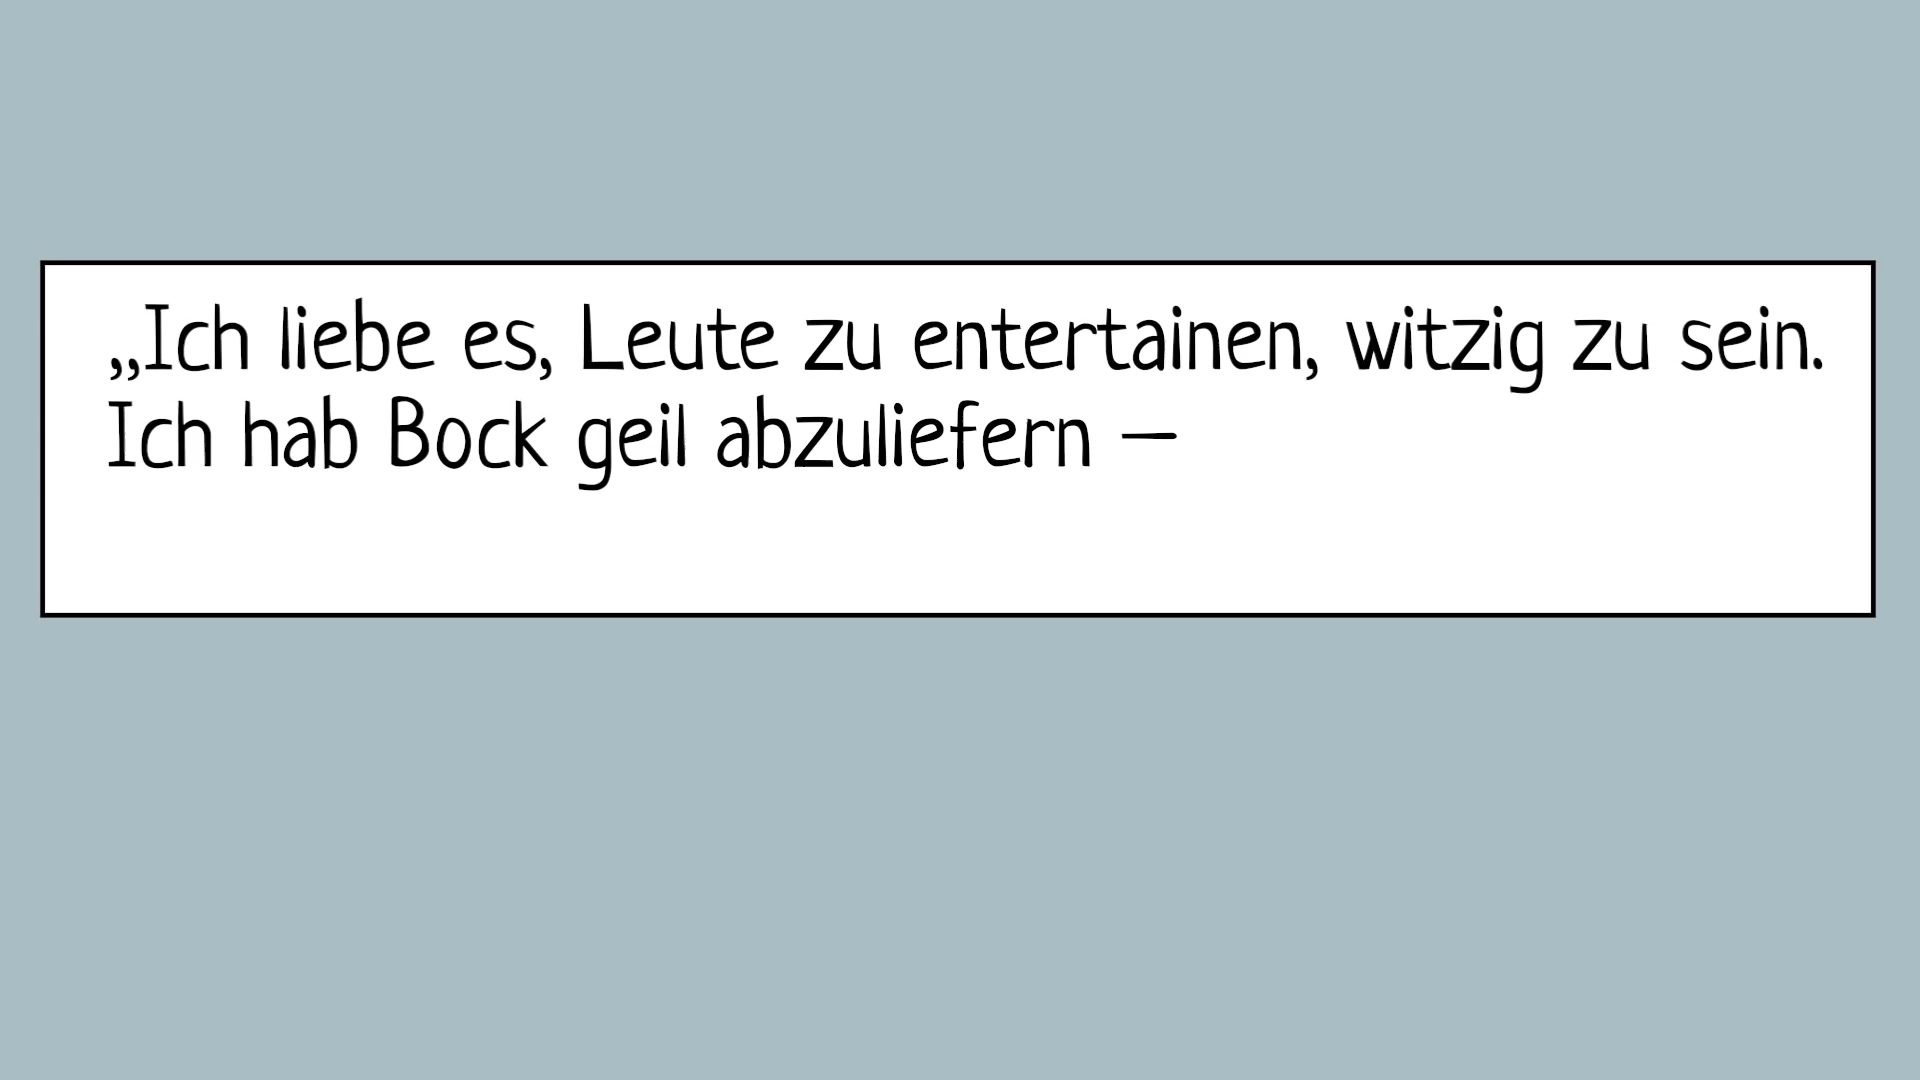 „Ich liebe es, Leute zu entertainen, witzig zu sein.
Ich hab Bock geil abzuliefern –